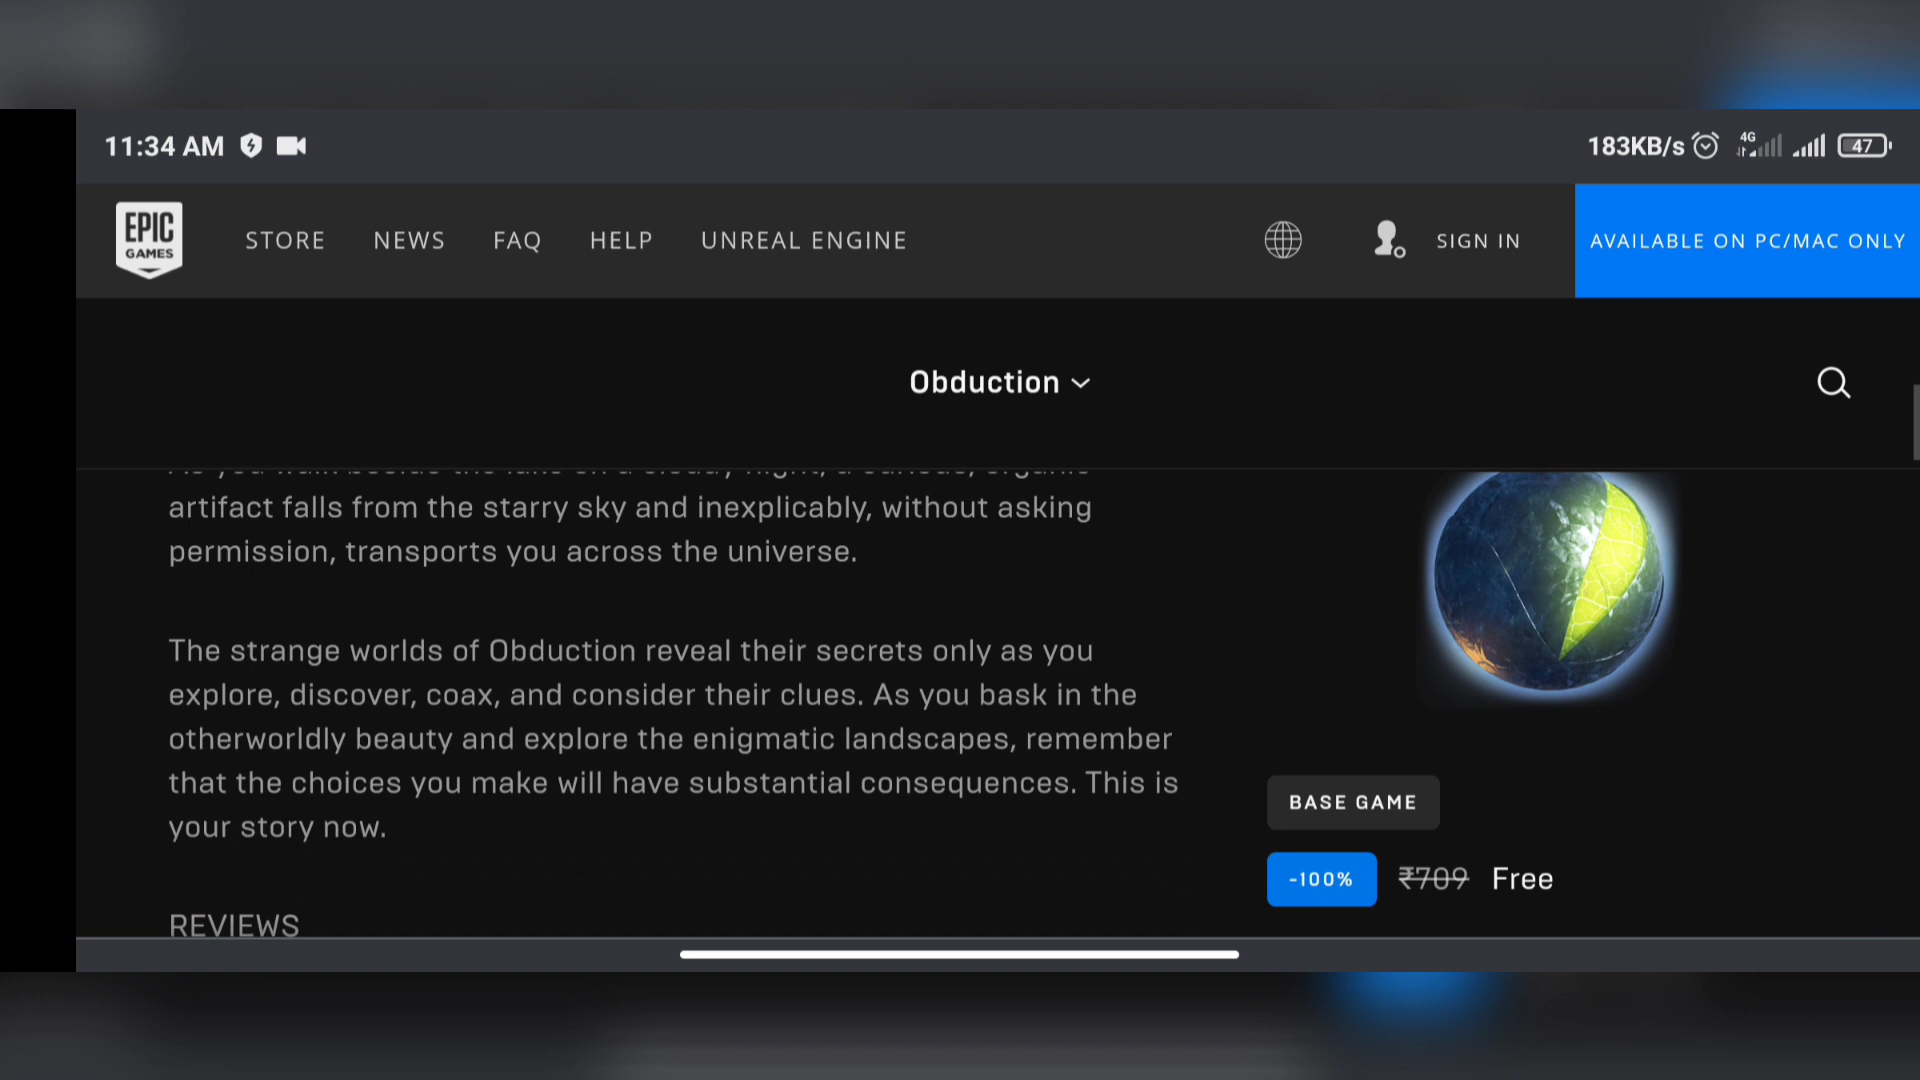 11:34 AM
183KB/s 4G 47
EPIC
GAMES
STORE NEWS FAQ HELP UNREAL ENGINE
SIGN IN
AVAILABLE ON PC/MAC ONLY
Obduction
artifact falls from the starry sky and inexplicably, without asking
permission, transports you across the universe.
The strange worlds of Obduction reveal their secrets only as you
explore, discover, coax, and consider their clues. As you bask in the
otherworldly beauty and explore the enigmatic landscapes, remember
that the choices you make will have substantial consequences. This is
your story now.
REVIEWS
BASE GAME
-100% ₹709 Free